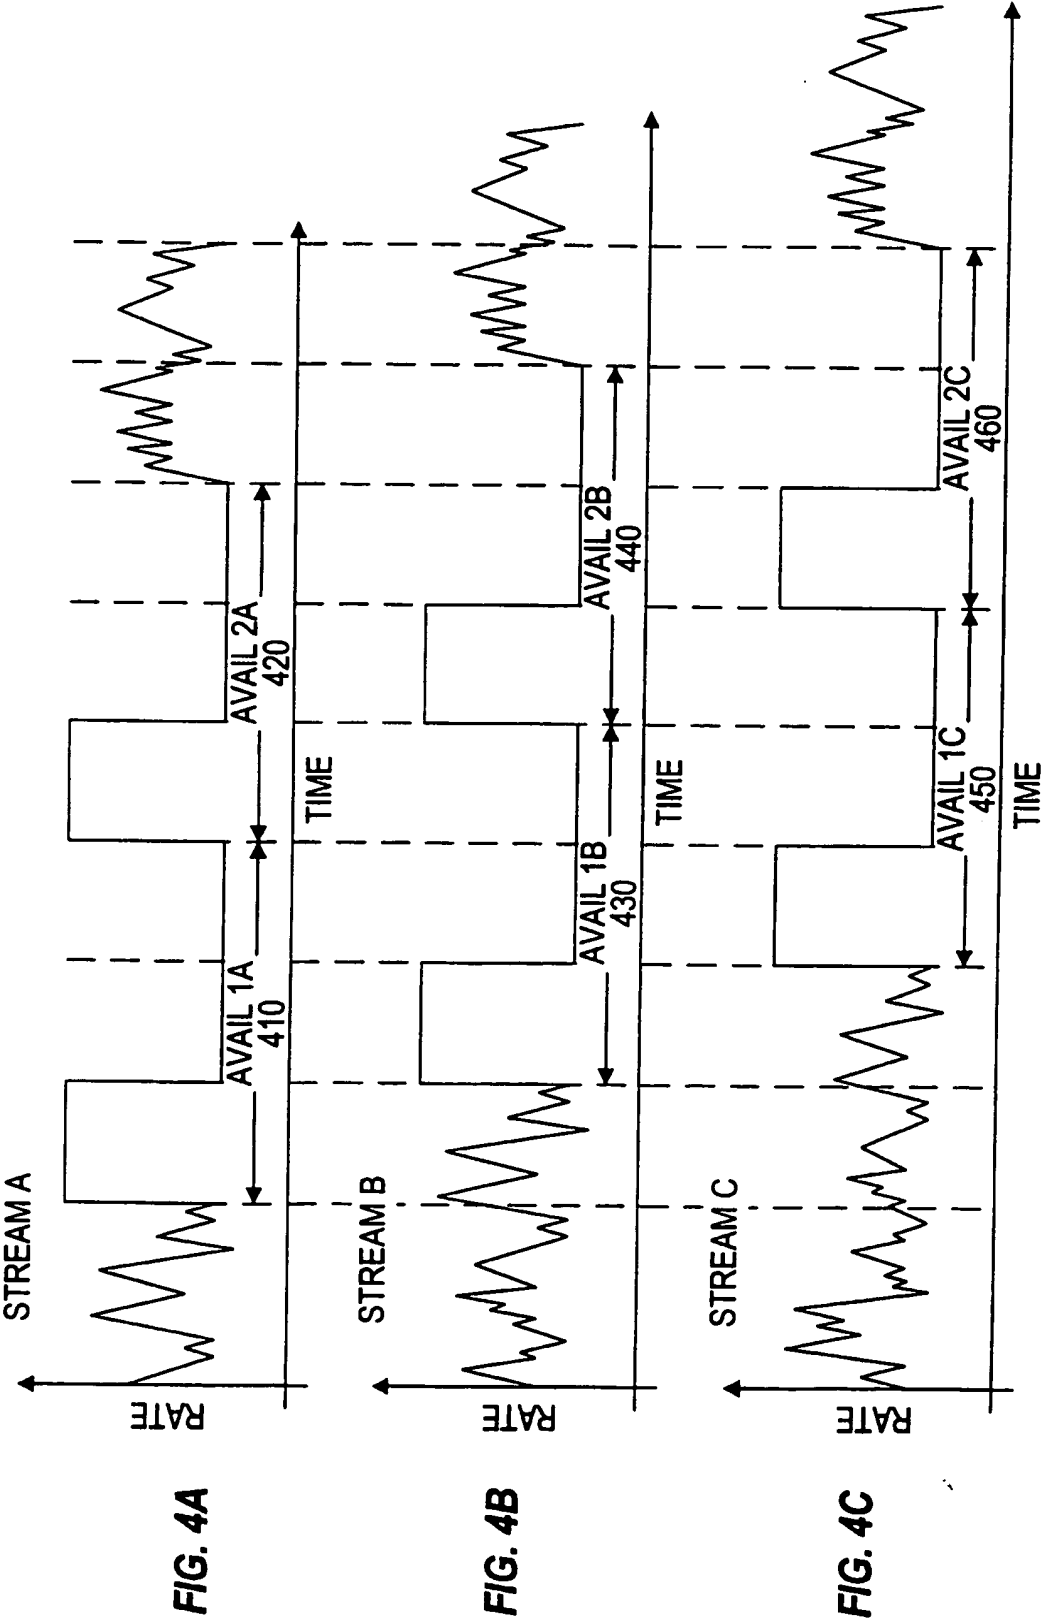 FIG. 4A
RATE
STREAM A
AVAIL 1A
410
AVAIL 2A
420
TIME
FIG. 4B
RATE
STREAM B
AVAIL 1B
430
AVAIL 2B
440
TIME
FIG. 4C
RATE
STREAM C
AVAIL 1C
450
AVAIL 2C
460
TIME